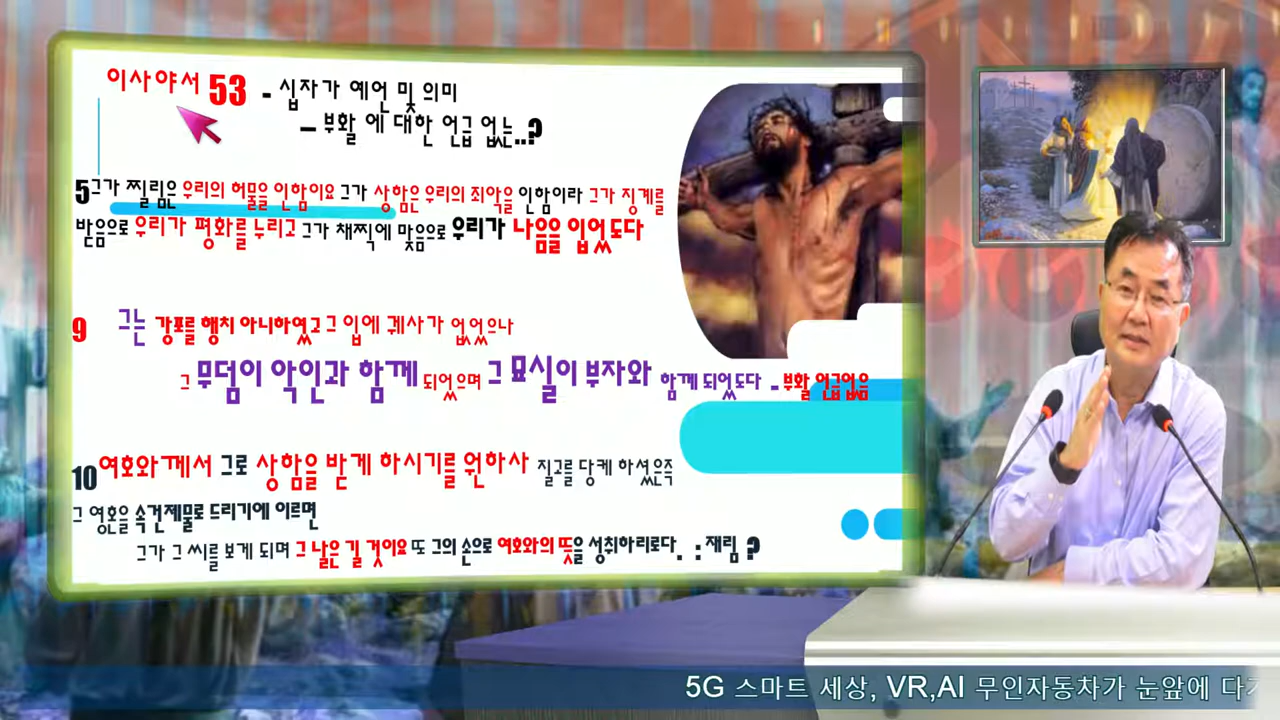 이사야서 53 - 십자가 예언 및 의미
– 부활 에 대한 언급 없는..?
5그가 찔림은 우리의 허물을 인함이요 그가 상함은 우리의 죄악을 인함이라 그가 징계를
받음으로 우리가 평화를 누리고 그가 채찍에 맞음으로 우리가 나음을 입었도다
9 그는 강포를 행치 아니하였고 그 입에 궤사가 없었으나
그 무덤이 악인과 함께 되었으며 그 묘실이 부자와 함께 되었도다 - 부활 언급없음
10여호와께서 그로 상함을 받게 하시기를 원하사 질고를 당케 하셨은즉
그 영혼을 속건제물로 드리기에 이르면
그가 그 씨를 보게 되며 그 날은 길 것이요 또 그의 손으로 여호와의 뜻을 성취하리로다. : 재림 ?
5G 스마트 세상, VR,AI 무인자동차가 눈앞에